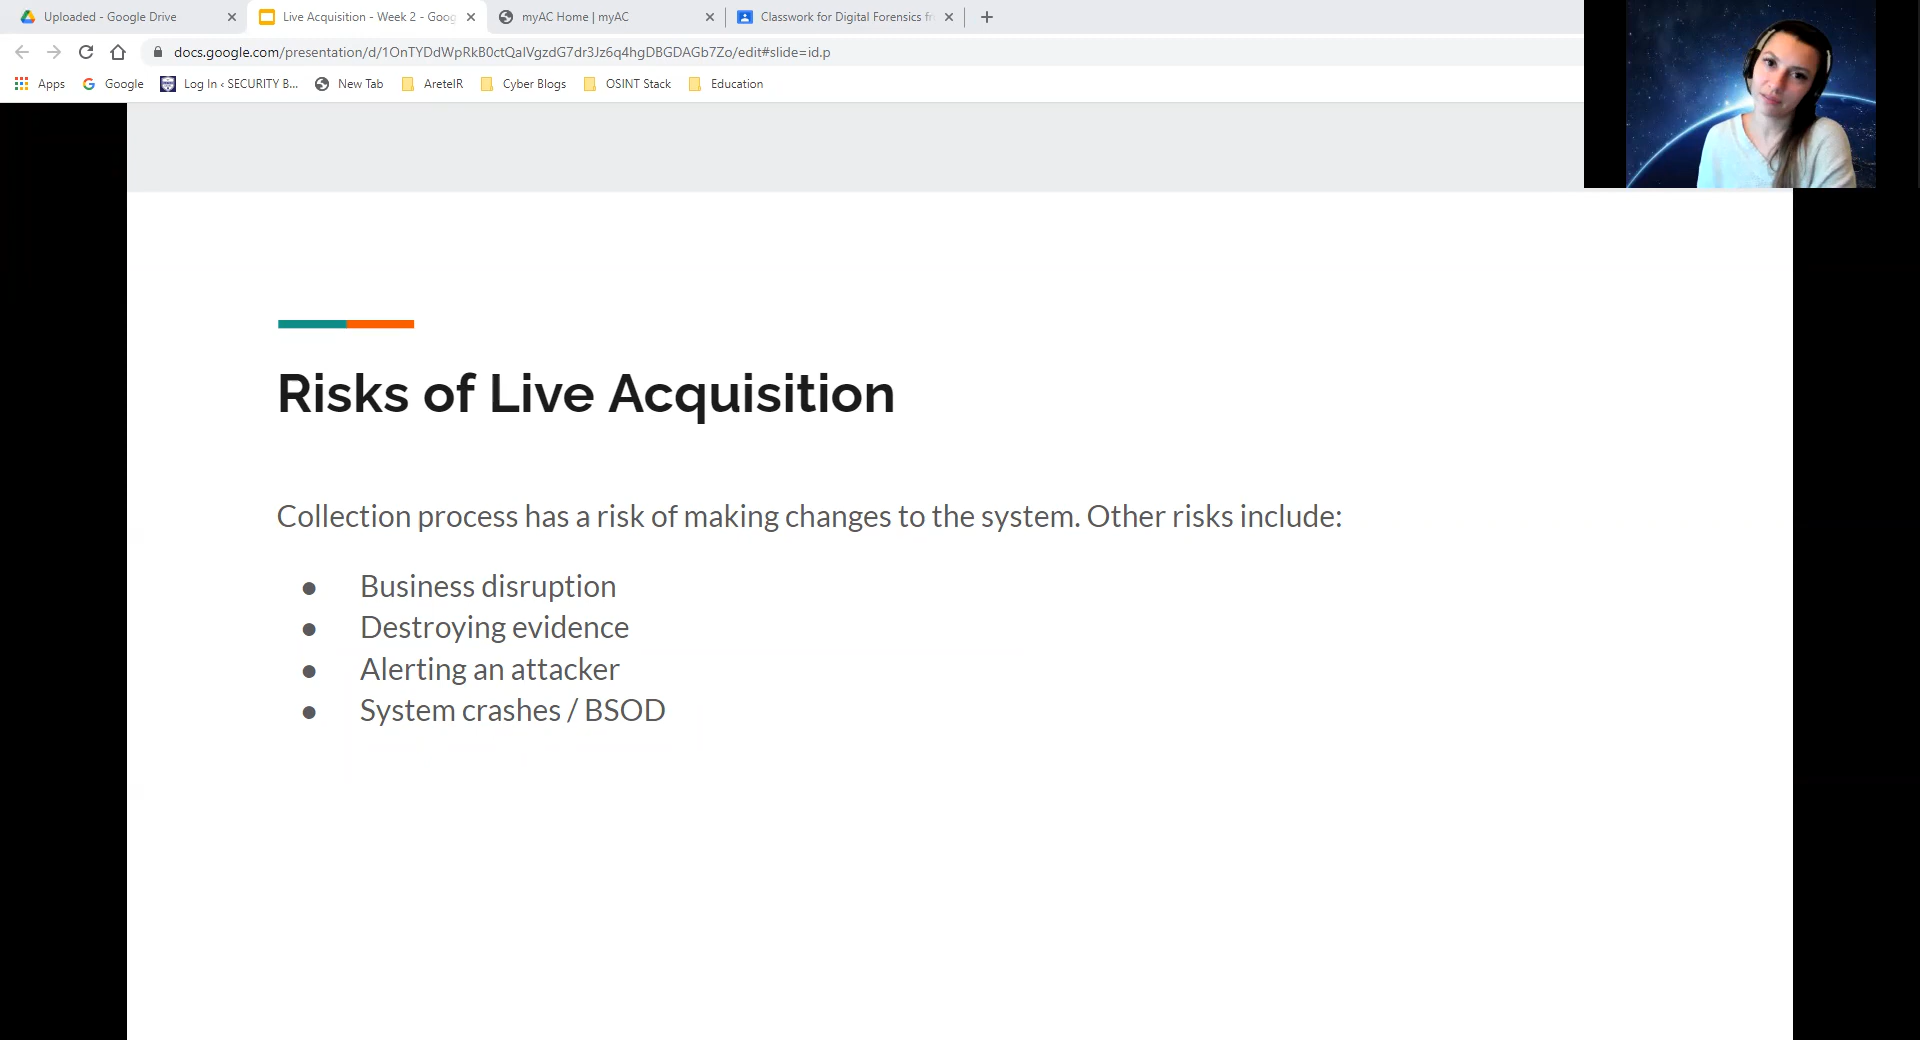 Uploaded - Google Drive
Live Acquisition - Week 2 - Goog
myAC Home | myAC
Classwork for Digital Forensics fr
docs.google.com/presentation/d/1OnTYDdWpRkB0ctQaIVgzdG7dr3Jz6q4hgDBGDAGb7Zo/edit#slide=id.p
Apps
Google
Log In ‹ SECURITY B...
New Tab
AreteIR
Cyber Blogs
OSINT Stack
Education
Risks of Live Acquisition
Collection process has a risk of making changes to the system. Other risks include:
● Business disruption
● Destroying evidence
● Alerting an attacker
● System crashes / BSOD